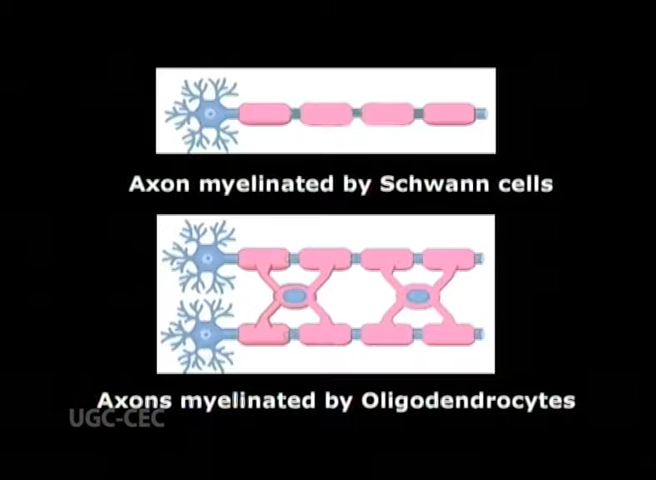 Axon myelinated by Schwann cells
Axons myelinated by Oligodendrocytes
UGC-CEC